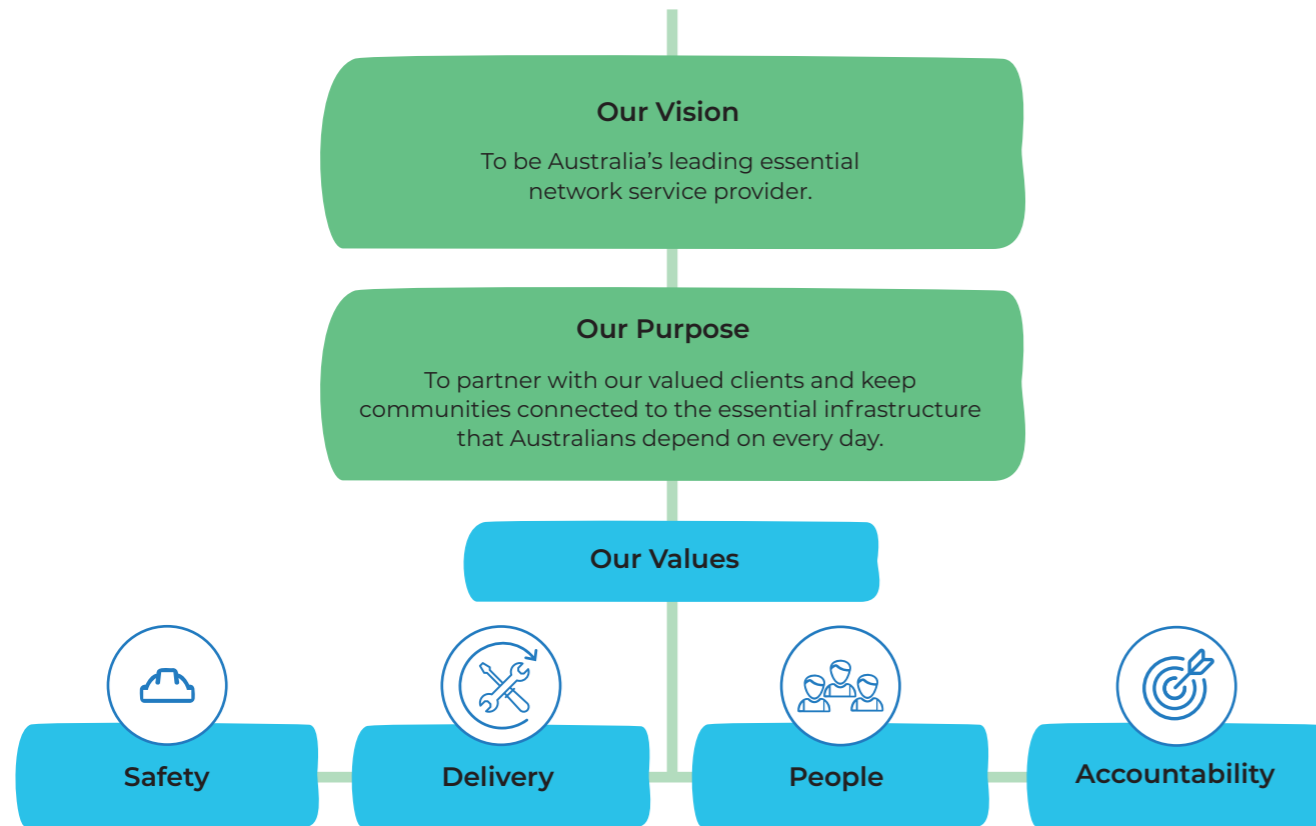 Our Vision
To be Australia’s leading essential
network service provider.
Our Purpose
To partner with our valued clients and keep
communities connected to the essential infrastructure
that Australians depend on every day.
Our Values
Safety
Delivery
People
Accountability